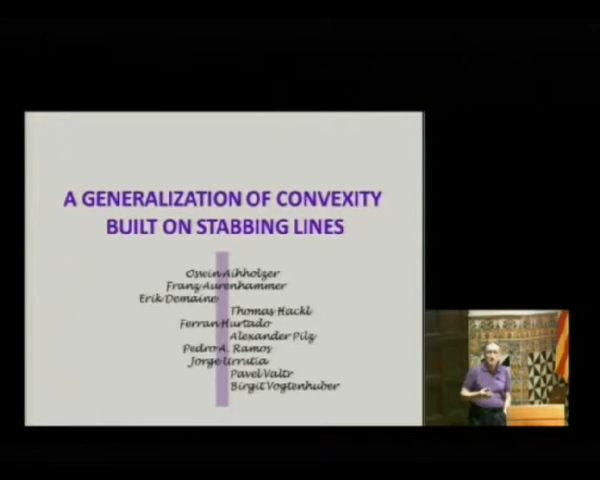 A GENERALIZATION OF CONVEXITY
BUILT ON STABBING LINES
Oswin Aihholzer
Franz Aurenhammer
Erik Demaine
Thomas Hackl
Ferran Hurtado
Alexander Pilz
Pedro A. Ramos
Jorge Urrutia
Pavel Valtr
Birgit Vogtenhuber